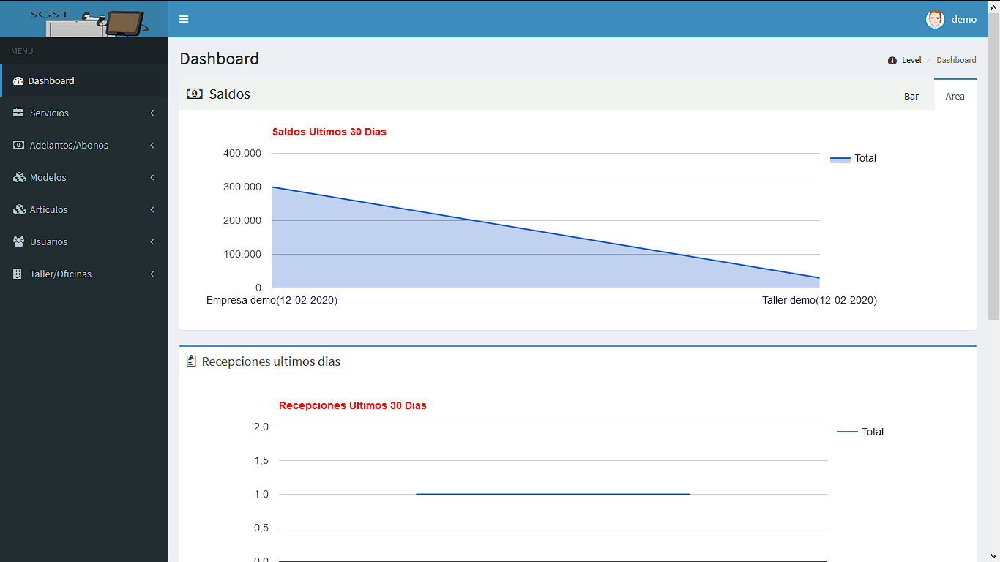 SGST
demo
MENU
Dashboard
Servicios
Adelantos/Abonos
Modelos
Articulos
Usuarios
Taller/Oficinas
Dashboard
Level > Dashboard
Saldos
Bar
Area
Saldos Ultimos 30 Dias
400.000
300.000
200.000
100.000
0
Total
Empresa demo(12-02-2020)
Taller demo(12-02-2020)
Recepciones ultimos dias
Recepciones Ultimos 30 Dias
2,0
1,5
1,0
0,5
0,0
Total